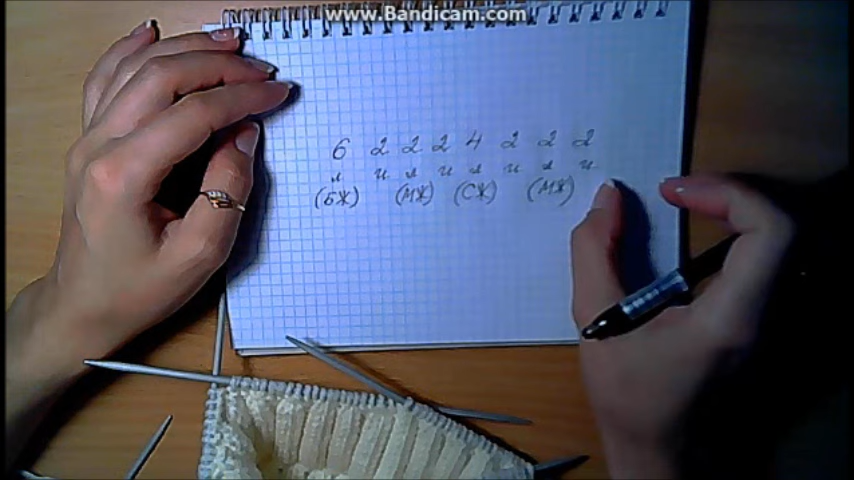 www.Bandicam.com
6 2 2 2 4 2 2 2
л и л и л и л и
(БЖ) (МЖ) (СЖ) (МЖ)